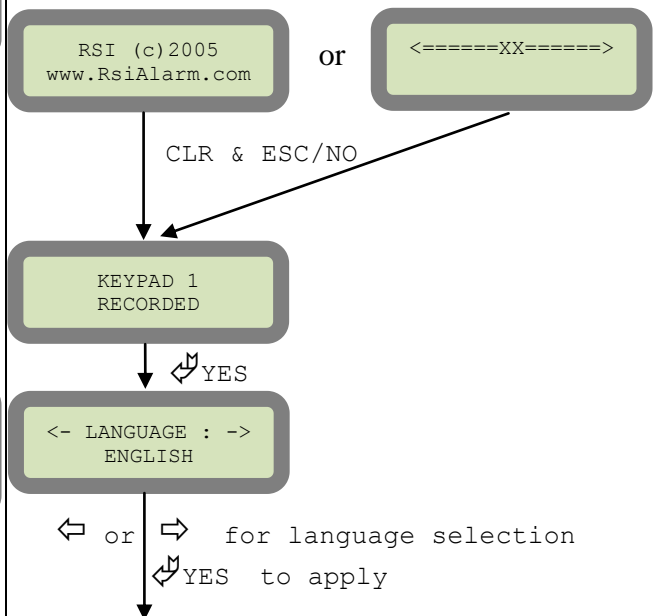 RSI (c)2005
www.RsiAlarm.com
or
<======XX======>
CLR & ESC/NO
KEYPAD 1
RECORDED
YES
<- LANGUAGE : ->
ENGLISH
⇦ or ⇨ for language selection
YES to apply